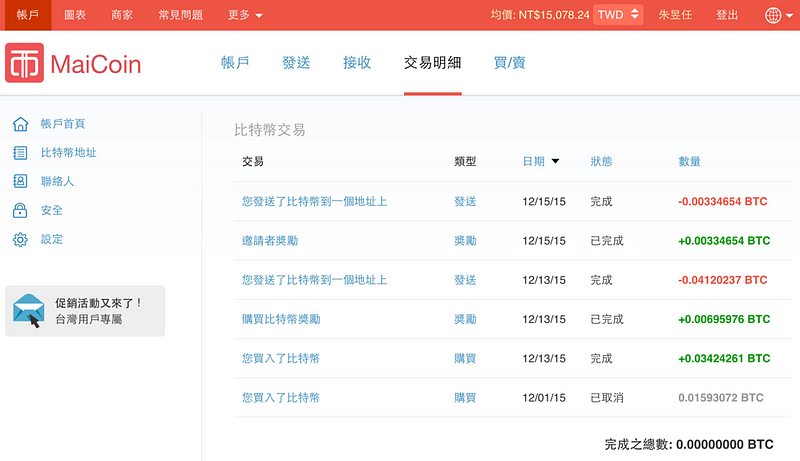 帳戶 圖表 商家 常見問題 更多 均價: NT$15,078.24 TWD 朱昱任 登出
MaiCoin 帳戶 發送 接收 交易明細 買/賣
帳戶首頁
比特幣地址
聯絡人
安全
設定
促銷活動又來了！
台灣用戶專屬
比特幣交易
交易 類型 日期 狀態 數量
您發送了比特幣到一個地址上 發送 12/15/15 完成 -0.00334654 BTC
邀請者獎勵 獎勵 12/15/15 已完成 +0.00334654 BTC
您發送了比特幣到一個地址上 發送 12/13/15 完成 -0.04120237 BTC
購買比特幣獎勵 獎勵 12/13/15 已完成 +0.00695976 BTC
您買入了比特幣 購買 12/13/15 完成 +0.03424261 BTC
您買入了比特幣 購買 12/01/15 已取消 0.01593072 BTC
完成之總數: 0.00000000 BTC